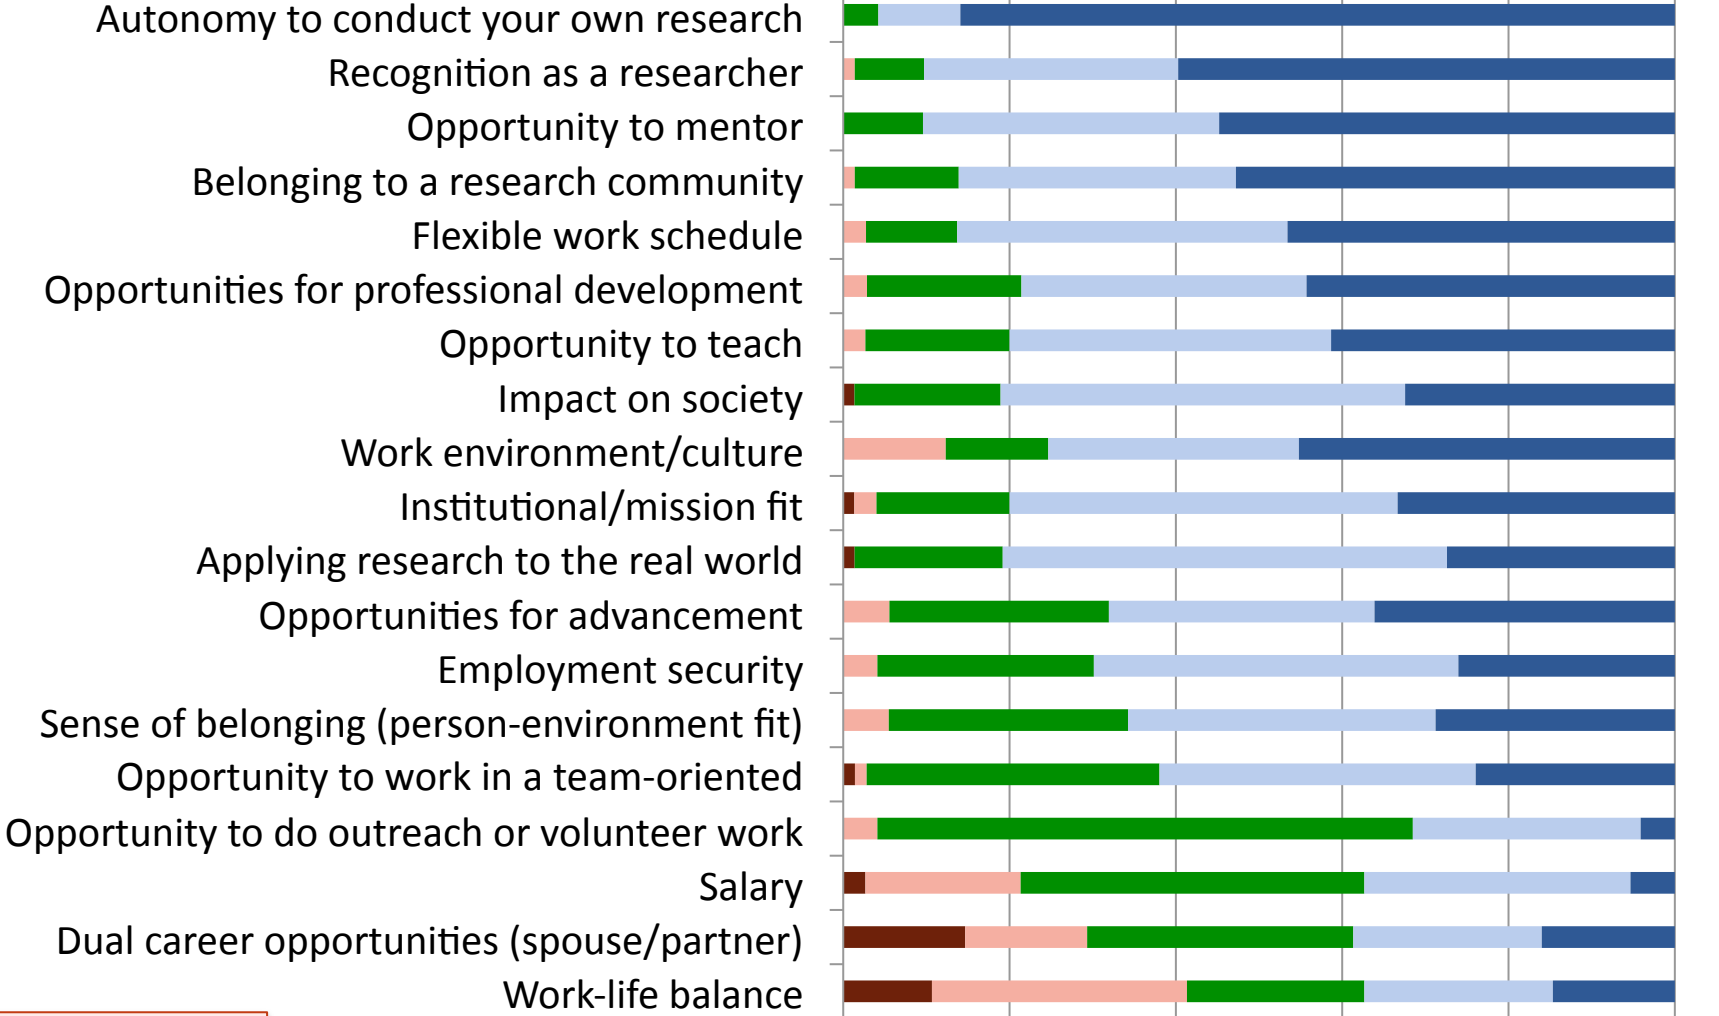 Autonomy to conduct your own research
Recognition as a researcher
Opportunity to mentor
Belonging to a research community
Flexible work schedule
Opportunities for professional development
Opportunity to teach
Impact on society
Work environment/culture
Institutional/mission fit
Applying research to the real world
Opportunities for advancement
Employment security
Sense of belonging (person-environment fit)
Opportunity to work in a team-oriented
Opportunity to do outreach or volunteer work
Salary
Dual career opportunities (spouse/partner)
Work-life balance